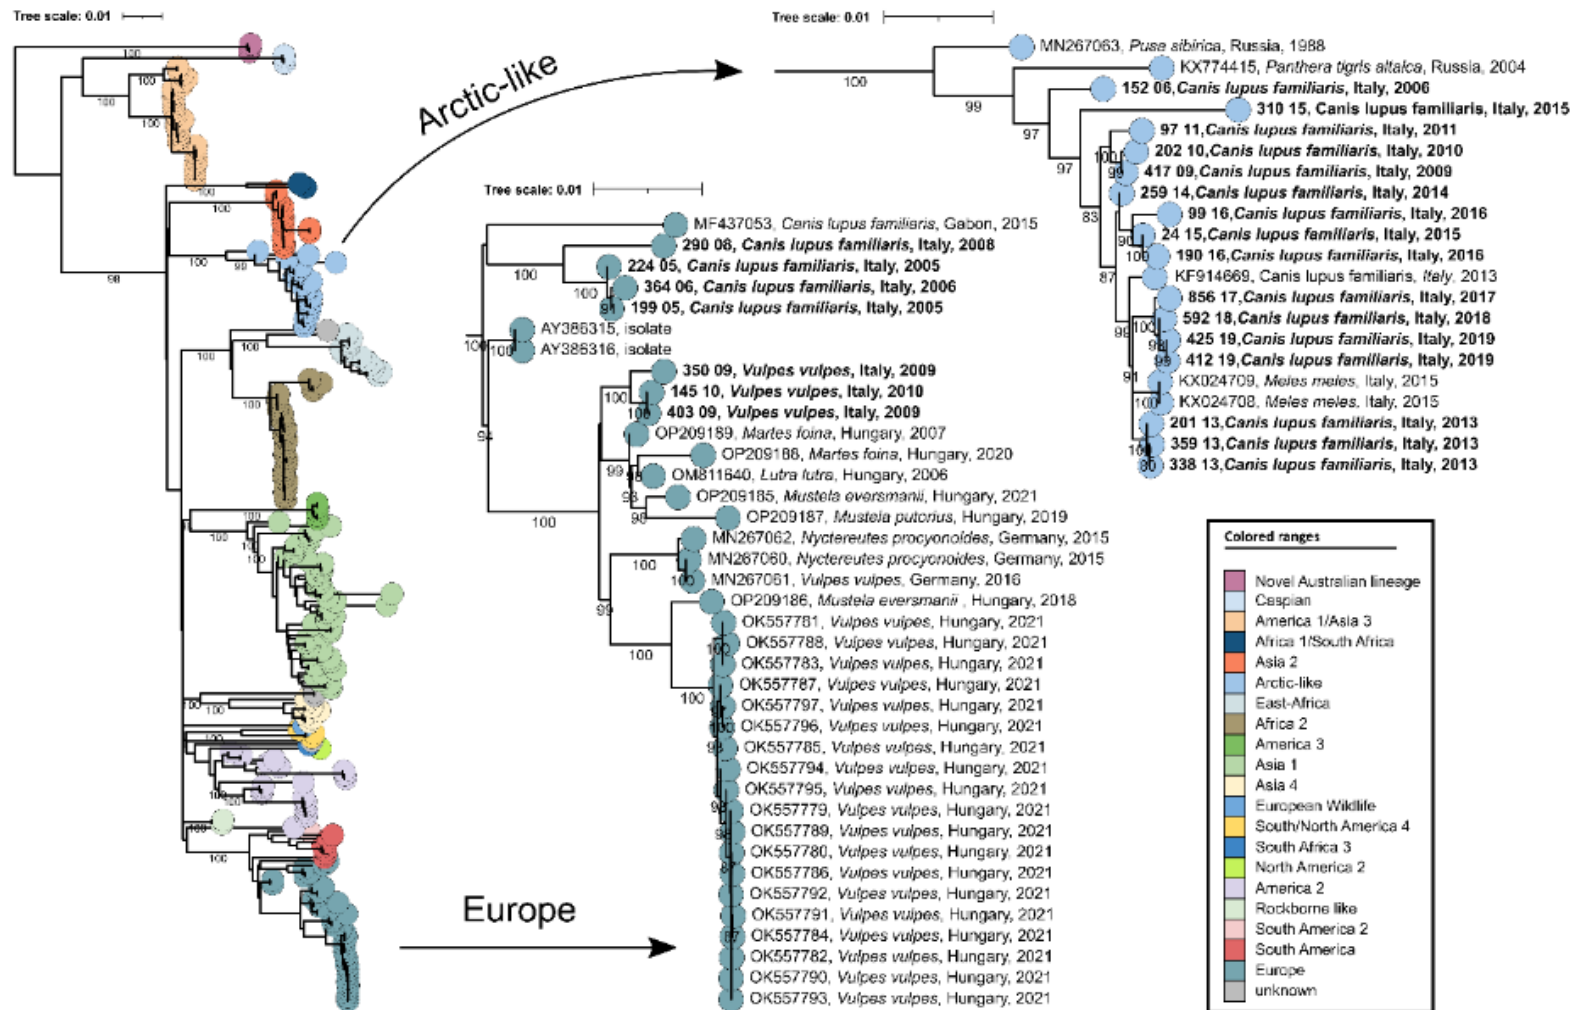 Tree scale: 0.01
Tree scale: 0.01
Arctic-like
MN267063, Pusa sibirica, Russia, 1988
KX774415, Panthera tigris altaica, Russia, 2004
152 06, Canis lupus familiaris, Italy, 2006
310 15, Canis lupus familiaris, Italy, 2015
97 11, Canis lupus familiaris, Italy, 2011
202 10, Canis lupus familiaris, Italy, 2010
417 09, Canis lupus familiaris, Italy, 2009
259 14, Canis lupus familiaris, Italy, 2014
99 16, Canis lupus familiaris, Italy, 2016
24 15, Canis lupus familiaris, Italy, 2015
190 16, Canis lupus familiaris, Italy, 2016
KF914669, Canis lupus familiaris, Italy, 2013
856 17, Canis lupus familiaris, Italy, 2017
592 18, Canis lupus familiaris, Italy, 2018
425 19, Canis lupus familiaris, Italy, 2019
412 19, Canis lupus familiaris, Italy, 2019
KX024709, Meles meles, Italy, 2015
KX024708, Meles meles, Italy, 2015
201 13, Canis lupus familiaris, Italy, 2013
359 13, Canis lupus familiaris, Italy, 2013
338 13, Canis lupus familiaris, Italy, 2013
Tree scale: 0.01
MF437053, Canis lupus familiaris, Gabon, 2015
290 08, Canis lupus familiaris, Italy, 2008
224 05, Canis lupus familiaris, Italy, 2005
364 06, Canis lupus familiaris, Italy, 2006
199 05, Canis lupus familiaris, Italy, 2005
AY386315, isolate
AY386316, isolate
350 09, Vulpes vulpes, Italy, 2009
145 10, Vulpes vulpes, Italy, 2010
403 09, Vulpes vulpes, Italy, 2009
OP209189, Martes foina, Hungary, 2007
OP209188, Martes foina, Hungary, 2020
OM811640, Lutra lutra, Hungary, 2006
OP209185, Mustela eversmanii, Hungary, 2021
OP209187, Mustela putorius, Hungary, 2019
MN267062, Nyctereutes procyonoides, Germany, 2015
MN267060, Nyctereutes procyonoides, Germany, 2015
MN267061, Vulpes vulpes, Germany, 2016
OP209186, Mustela eversmanii , Hungary, 2018
OK557781, Vulpes vulpes, Hungary, 2021
OK557788, Vulpes vulpes, Hungary, 2021
OK557783, Vulpes vulpes, Hungary, 2021
OK557787, Vulpes vulpes, Hungary, 2021
OK557797, Vulpes vulpes, Hungary, 2021
OK557796, Vulpes vulpes, Hungary, 2021
OK557785, Vulpes vulpes, Hungary, 2021
OK557794, Vulpes vulpes, Hungary, 2021
OK557795, Vulpes vulpes, Hungary, 2021
OK557779, Vulpes vulpes, Hungary, 2021
OK557789, Vulpes vulpes, Hungary, 2021
OK557780, Vulpes vulpes, Hungary, 2021
OK557786, Vulpes vulpes, Hungary, 2021
OK557792, Vulpes vulpes, Hungary, 2021
OK557791, Vulpes vulpes, Hungary, 2021
OK557784, Vulpes vulpes, Hungary, 2021
OK557782, Vulpes vulpes, Hungary, 2021
OK557790, Vulpes vulpes, Hungary, 2021
OK557793, Vulpes vulpes, Hungary, 2021
Europe
Colored ranges
Novel Australian lineage
Caspian
America 1/Asia 3
Africa 1/South Africa
Asia 2
Arctic-like
East-Africa
Africa 2
America 3
Asia 1
Asia 4
European Wildlife
South/North America 4
South Africa 3
North America 2
America 2
Rockborne like
South America 2
South America
Europe
unknown